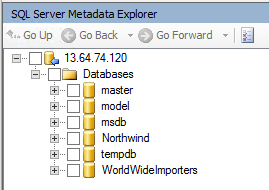 SQL Server Metadata Explorer
Go Up Go Back Go Forward
13.64.74.120
Databases
master
model
msdb
Northwind
tempdb
WorldWideImporters